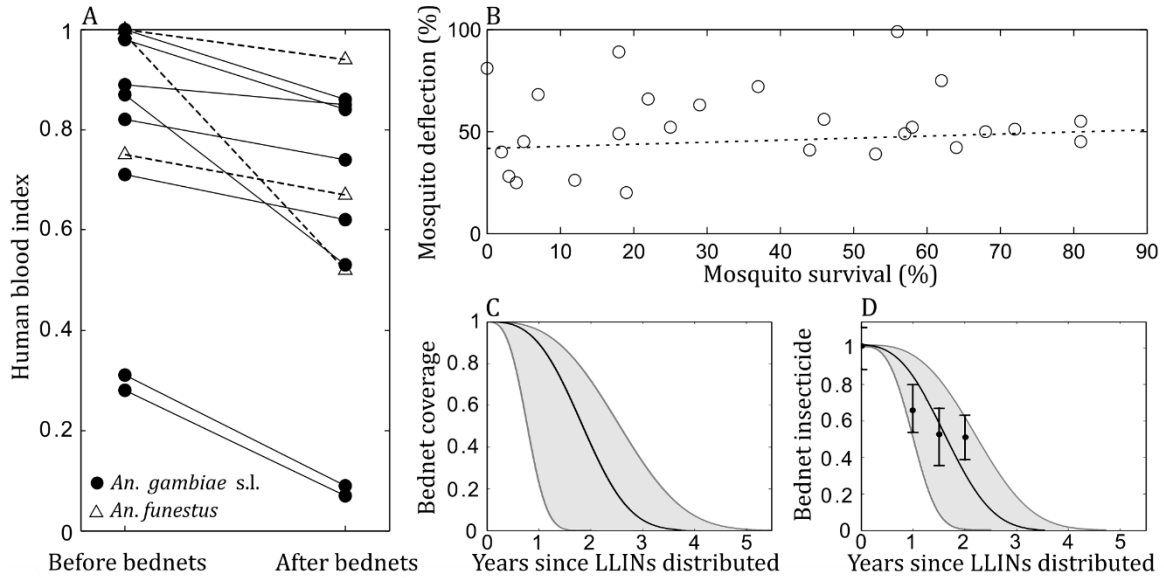 A
Human blood index
1
0.8
0.6
0.4
0.2
0
An. gambiae s.l.
An. funestus
Before bednets
After bednets
B
Mosquito deflection (%)
100
50
0
0 10 20 30 40 50 60 70 80 90
Mosquito survival (%)
C
Bednet coverage
1
0.8
0.6
0.4
0.2
0
0 1 2 3 4 5
Years since LLINs distributed
D
Bednet insecticide
1
0.8
0.6
0.4
0.2
0
0 1 2 3 4 5
Years since LLINs distributed